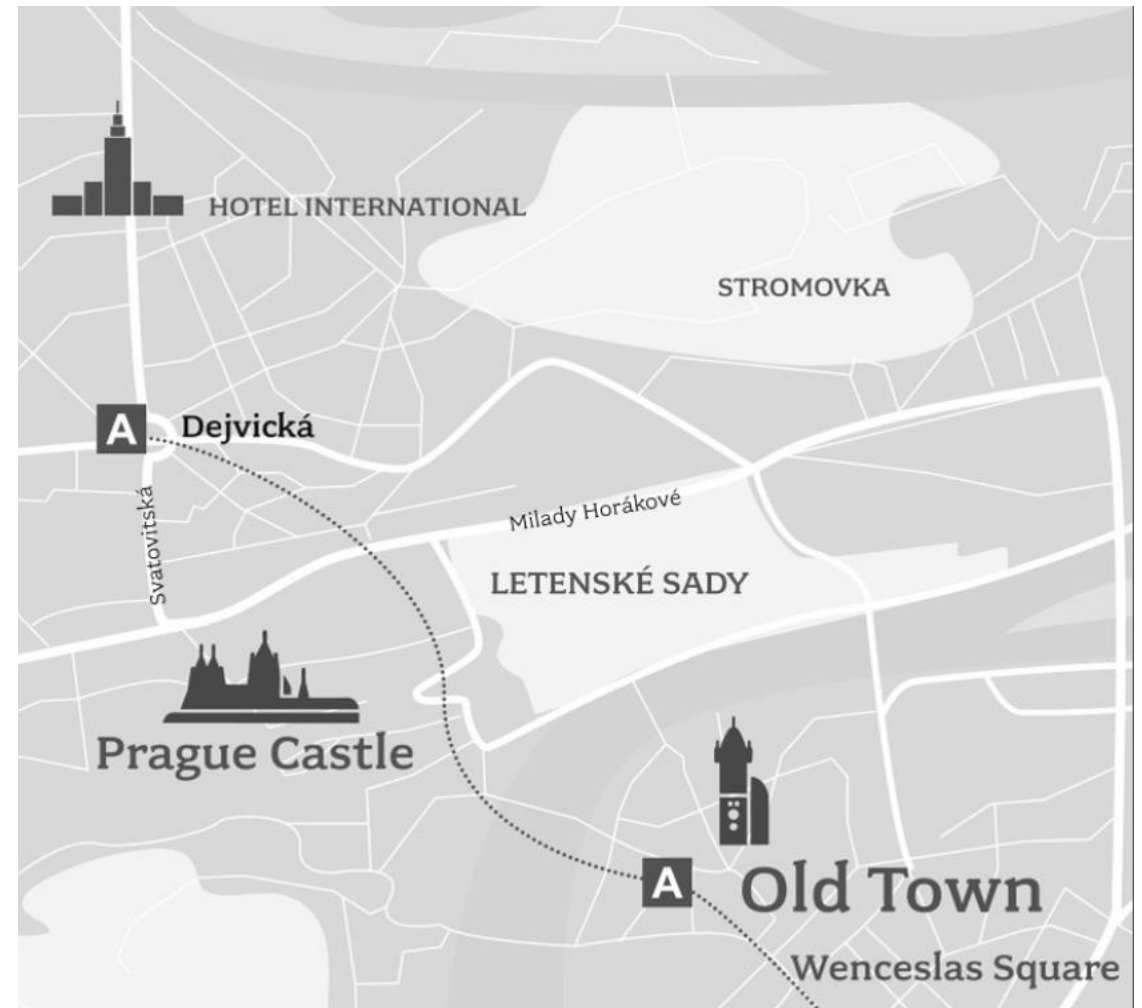 HOTEL INTERNATIONAL
STROMOVKA
A
Dejvická
Svatovitská
Milady Horákové
LETENSKÉ SADY
Prague Castle
A
Old Town
Wenceslas Square